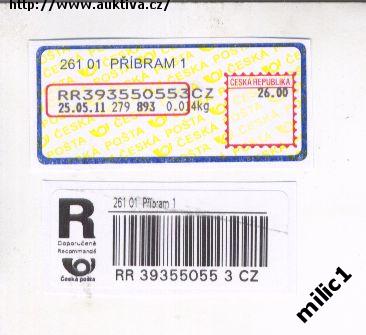 http://www.auktiva.cz/
261 01 PŘÍBRAM 1
ČESKÁ REPUBLIKA
RR393550553CZ
26.00
25.05.11 279 893 0.014kg
ČESKÁ POŠTA
R
261 01 Příbram 1
Doporučeně
Recommandé
Česká pošta
RR 39355055 3 CZ
milic1